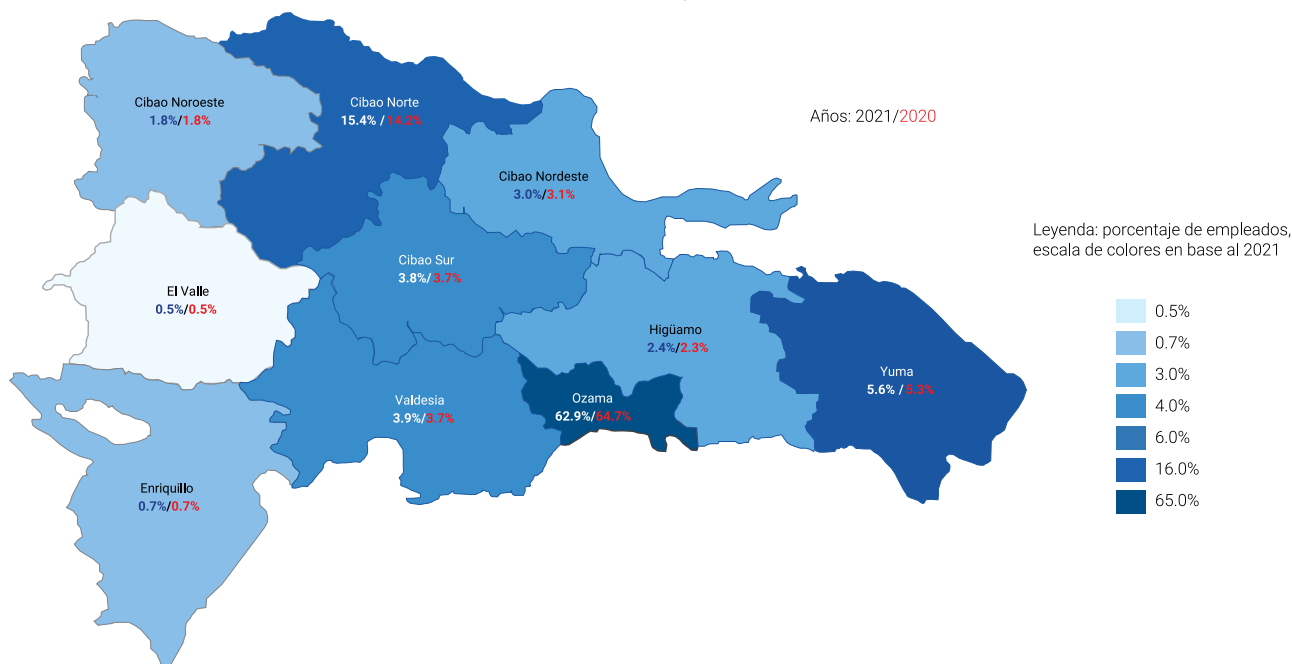 Cibao Noroeste
1.8%/1.8%
Cibao Norte
15.4% / 14.2%
Años: 2021/2020
Cibao Nordeste
3.0%/3.1%
Leyenda: porcentaje de empleados,
escala de colores en base al 2021
Cibao Sur
3.8%/3.7%
El Valle
0.5%/0.5%
Higüamo
2.4%/2.3%
Yuma
5.6% / 5.3%
Valdesia
3.9%/3.7%
Ozama
62.9%/64.7%
Enriquillo
0.7%/0.7%
0.5%
0.7%
3.0%
4.0%
6.0%
16.0%
65.0%